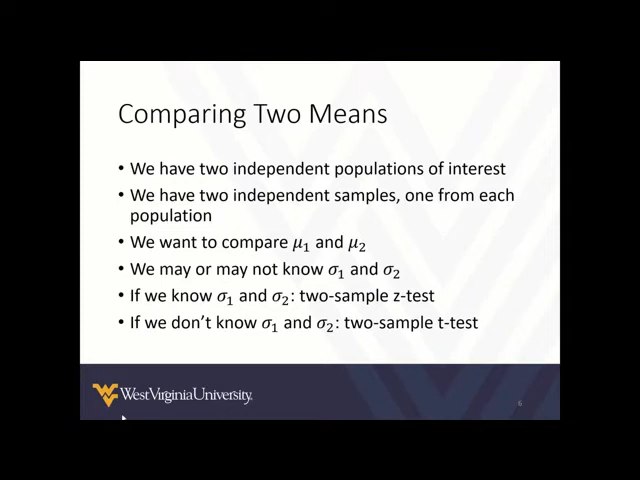 Comparing Two Means
• We have two independent populations of interest
• We have two independent samples, one from each
population
• We want to compare μ₁ and μ₂
• We may or may not know σ₁ and σ₂
• If we know σ₁ and σ₂: two-sample z-test
• If we don't know σ₁ and σ₂: two-sample t-test
WestVirginiaUniversity.
6